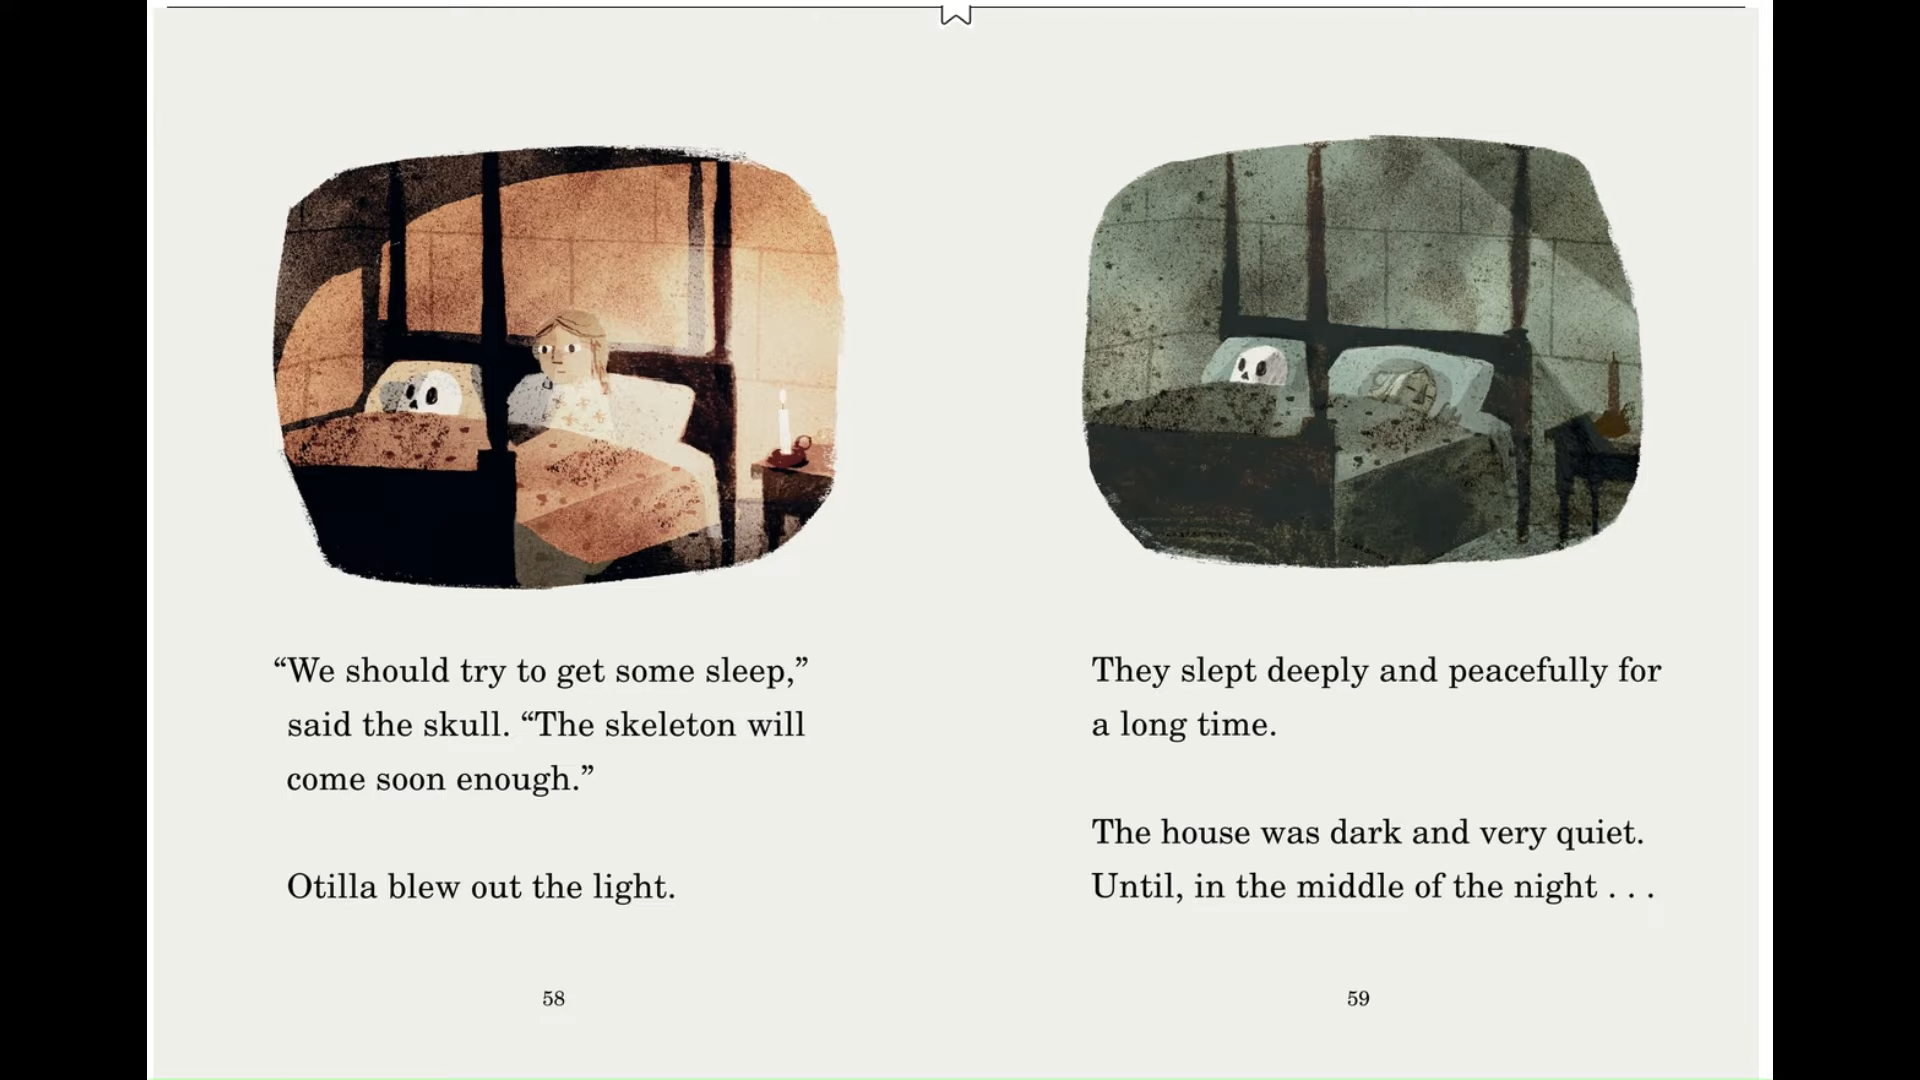 “We should try to get some sleep,”
said the skull. “The skeleton will
come soon enough.”
Otilla blew out the light.
58
They slept deeply and peacefully for
a long time.
The house was dark and very quiet.
Until, in the middle of the night . . .
59